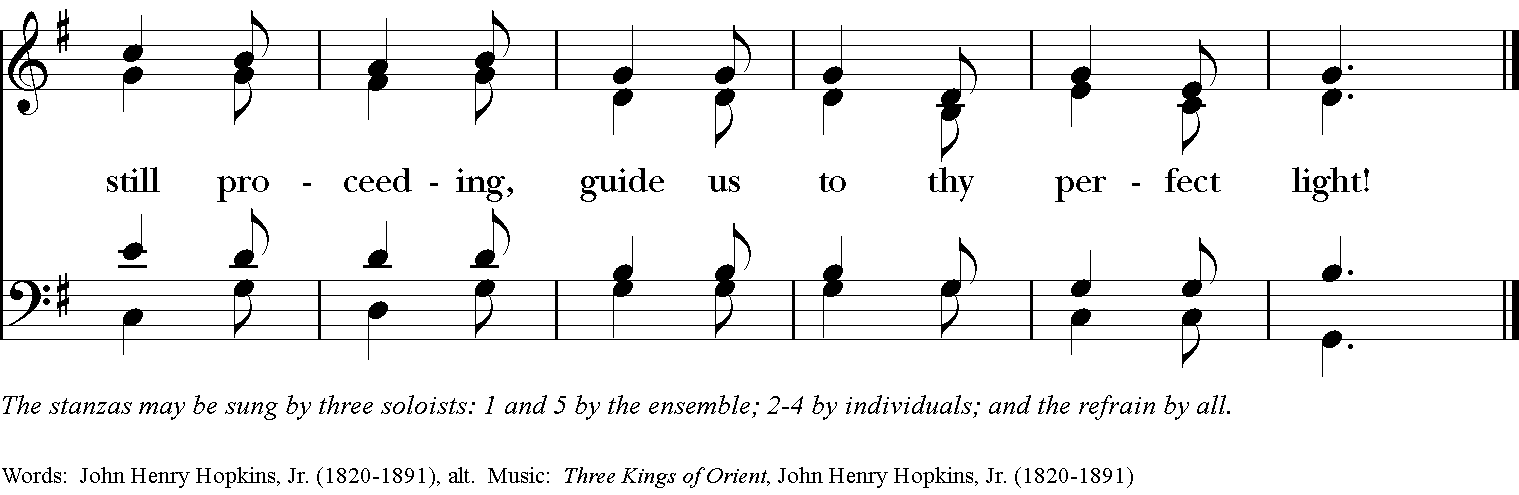 still pro - ceed - ing, guide us to thy per - fect light!
The stanzas may be sung by three soloists: 1 and 5 by the ensemble; 2-4 by individuals; and the refrain by all.
Words: John Henry Hopkins, Jr. (1820-1891), alt. Music: Three Kings of Orient, John Henry Hopkins, Jr. (1820-1891)